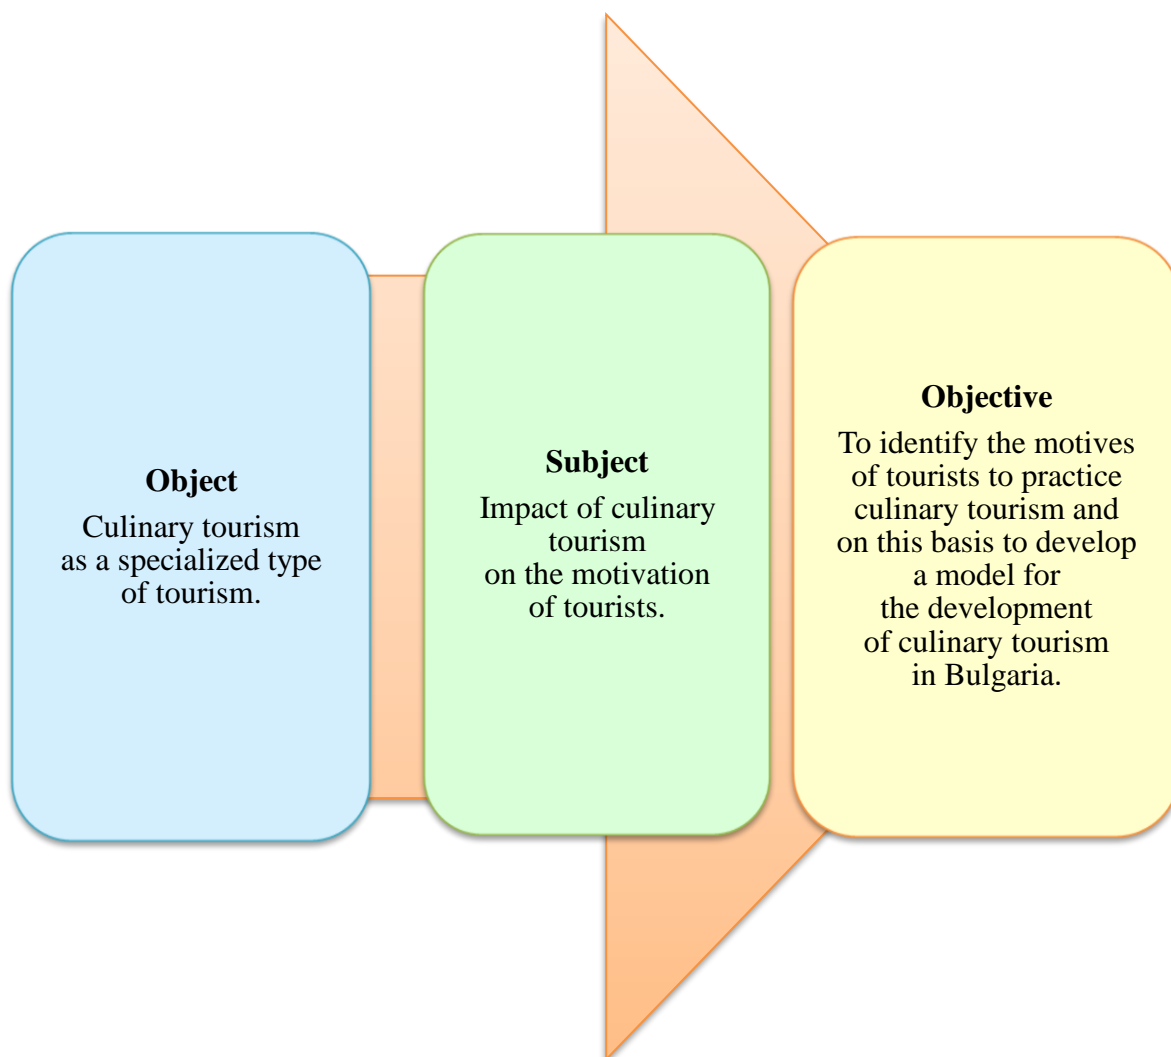 Object
Culinary tourism
as a specialized type
of tourism.
Subject
Impact of culinary
tourism
on the motivation
of tourists.
Objective
To identify the motives
of tourists to practice
culinary tourism and
on this basis to develop
a model for
the development
of culinary tourism
in Bulgaria.